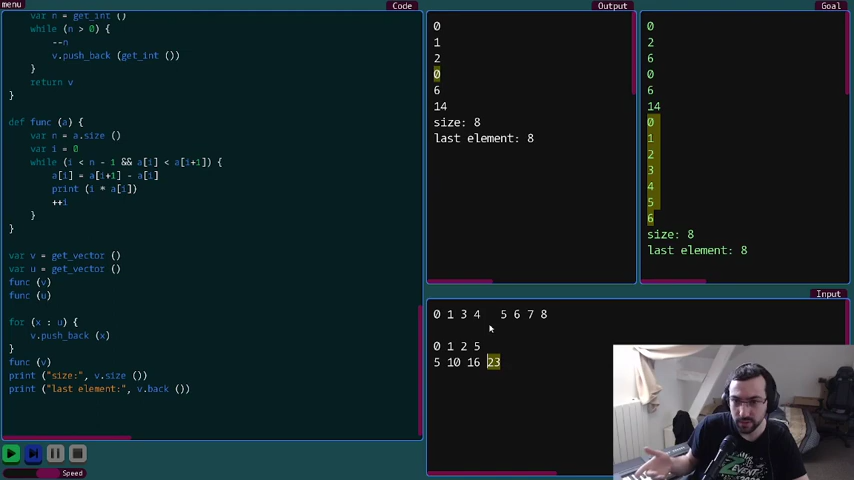 menu
Code
Output
Goal
var n = get_int ()
while (n > 0) {
--n
v.push_back (get_int ())
}
return v
}
def func (a) {
var n = a.size ()
var i = 0
while (i < n - 1 && a[i] < a[i+1]) {
a[i] = a[i+1] - a[i]
print (i * a[i])
++i
}
}
var v = get_vector ()
var u = get_vector ()
func (v)
func (u)
for (x : u) {
v.push_back (x)
}
func (v)
print ("size:", v.size ())
print ("last element:", v.back ())
Speed
0
1
2
0
6
14
size: 8
last element: 8
0
2
6
0
6
14
0
1
2
3
4
5
6
size: 8
last element: 8
Input
0 1 3 4 5 6 7 8
0 1 2 5
5 10 16 23